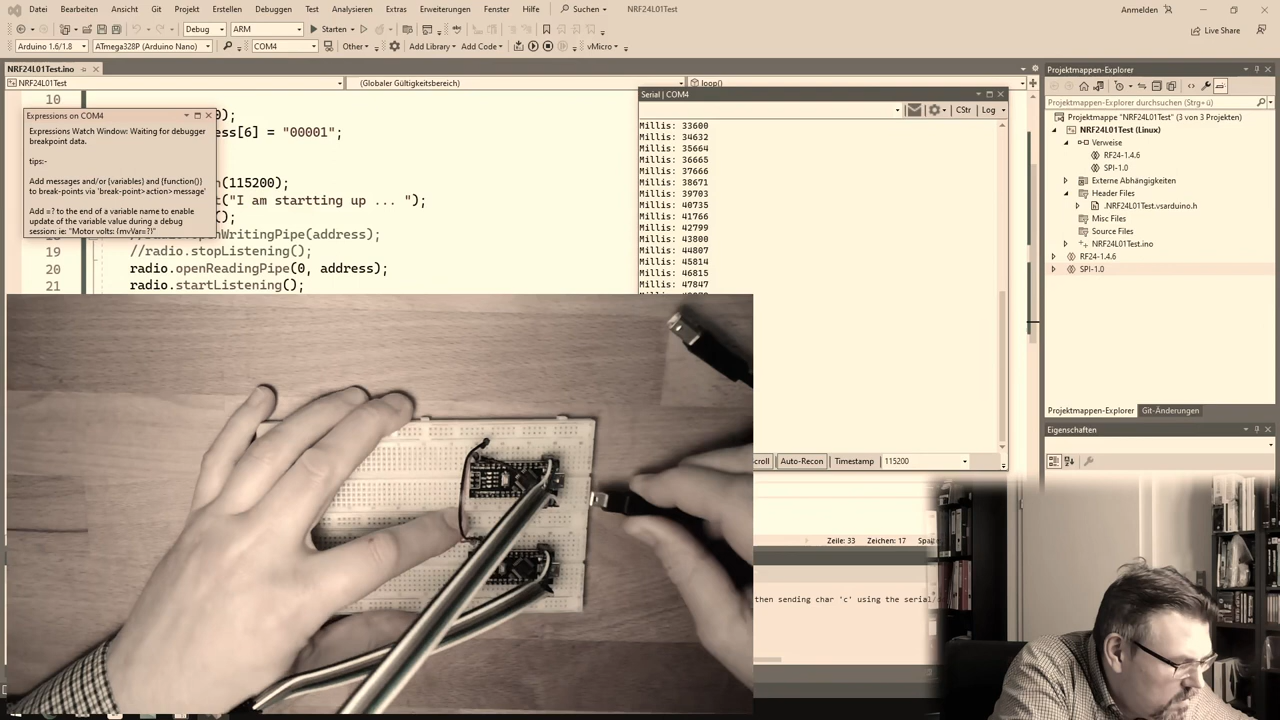 Datei Bearbeiten Ansicht Git Projekt Erstellen Debuggen Test Analysieren Extras Erweiterungen Fenster Hilfe Suchen NRF24L01Test Anmelden
Debug ARM Starten Live Share
Arduino 1.6/1.8 ATmega328P (Arduino Nano) COM4 Other Add Library Add Code vMicro
NRF24L01Test.ino
NRF24L01Test (Globaler Gültigkeitsbereich) loop()
10
Expressions on COM4
Expressions Watch Window: Waiting for debugger
breakpoint data.
tips:-
Add messages and/or {variables} and {function()}
to break-points via 'break-point>action>message'
Add =? to the end of a variable name to enable
update of the variable value during a debug
session: ie: "Motor volts: {mvVar=?}"
);
ess[6] = "00001";
(115200);
("I am startting up ... ");
();
Pipe(address);
19 //radio.stopListening();
20 radio.openReadingPipe(0, address);
21 radio.startListening();
Serial | COM4
CStr Log
Millis: 33600
Millis: 34632
Millis: 35664
Millis: 36665
Millis: 37666
Millis: 38671
Millis: 39703
Millis: 40735
Millis: 41766
Millis: 42799
Millis: 43800
Millis: 44807
Millis: 45814
Millis: 46815
Millis: 47847
croll Auto-Recon Timestamp 115200
Zeile: 33 Zeichen: 17 Spalt
then sending char 'c' using the serial/
Projektmappen-Explorer
Projektmappen-Explorer durchsuchen (Strg+ü)
Projektmappe "NRF24L01Test" (3 von 3 Projekten)
NRF24L01Test (Linux)
Verweise
RF24-1.4.6
SPI-1.0
Externe Abhängigkeiten
Header Files
.NRF24L01Test.vsarduino.h
Misc Files
Source Files
NRF24L01Test.ino
RF24-1.4.6
SPI-1.0
Projektmappen-Explorer Git-Änderungen
Eigenschaften